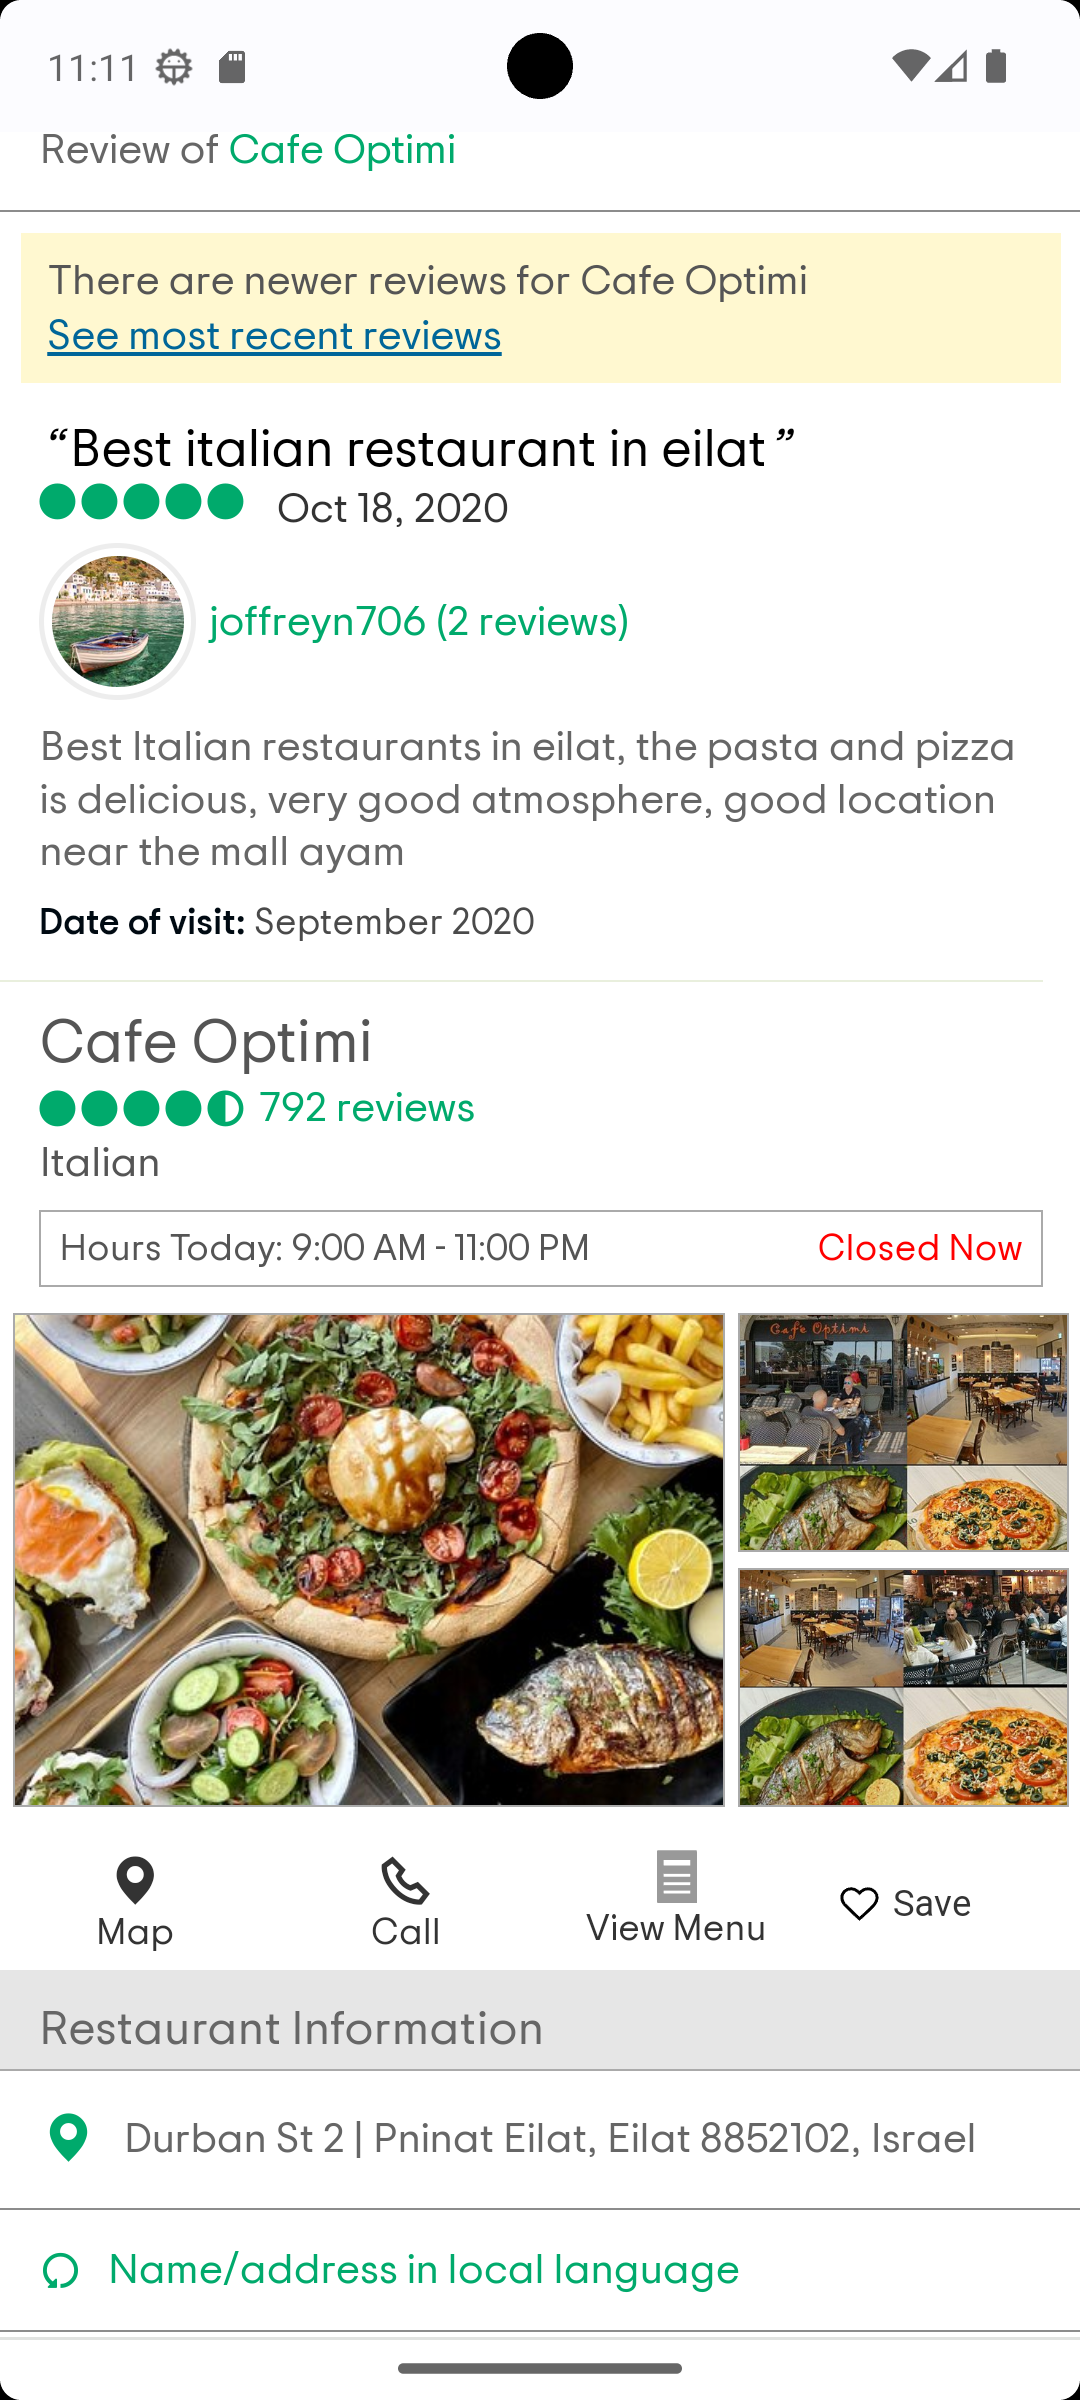 11:11
Review of Cafe Optimi
There are newer reviews for Cafe Optimi
See most recent reviews
“Best italian restaurant in eilat”
Oct 18, 2020
joffreyn706 (2 reviews)
Best Italian restaurants in eilat, the pasta and pizza
is delicious, very good atmosphere, good location
near the mall ayam
Date of visit: September 2020
Cafe Optimi
792 reviews
Italian
Hours Today: 9:00 AM - 11:00 PM
Closed Now
Cafe Optimi
Map
Call
View Menu
Save
Restaurant Information
Durban St 2 | Pninat Eilat, Eilat 8852102, Israel
Name/address in local language